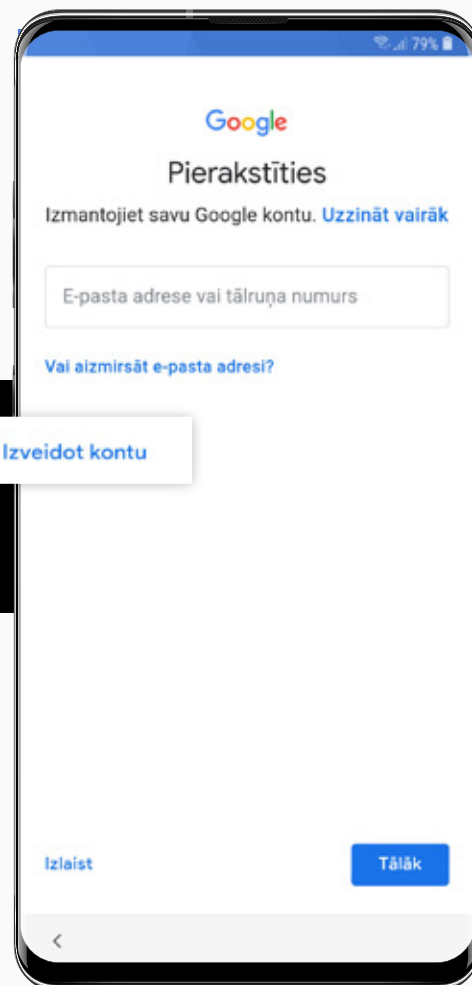 79%
Google
Pierakstīties
Izmantojiet savu Google kontu. Uzzināt vairāk
E-pasta adrese vai tālruņa numurs
Vai aizmirsāt e-pasta adresi?
Izveidot kontu
Izlaist
Tālāk